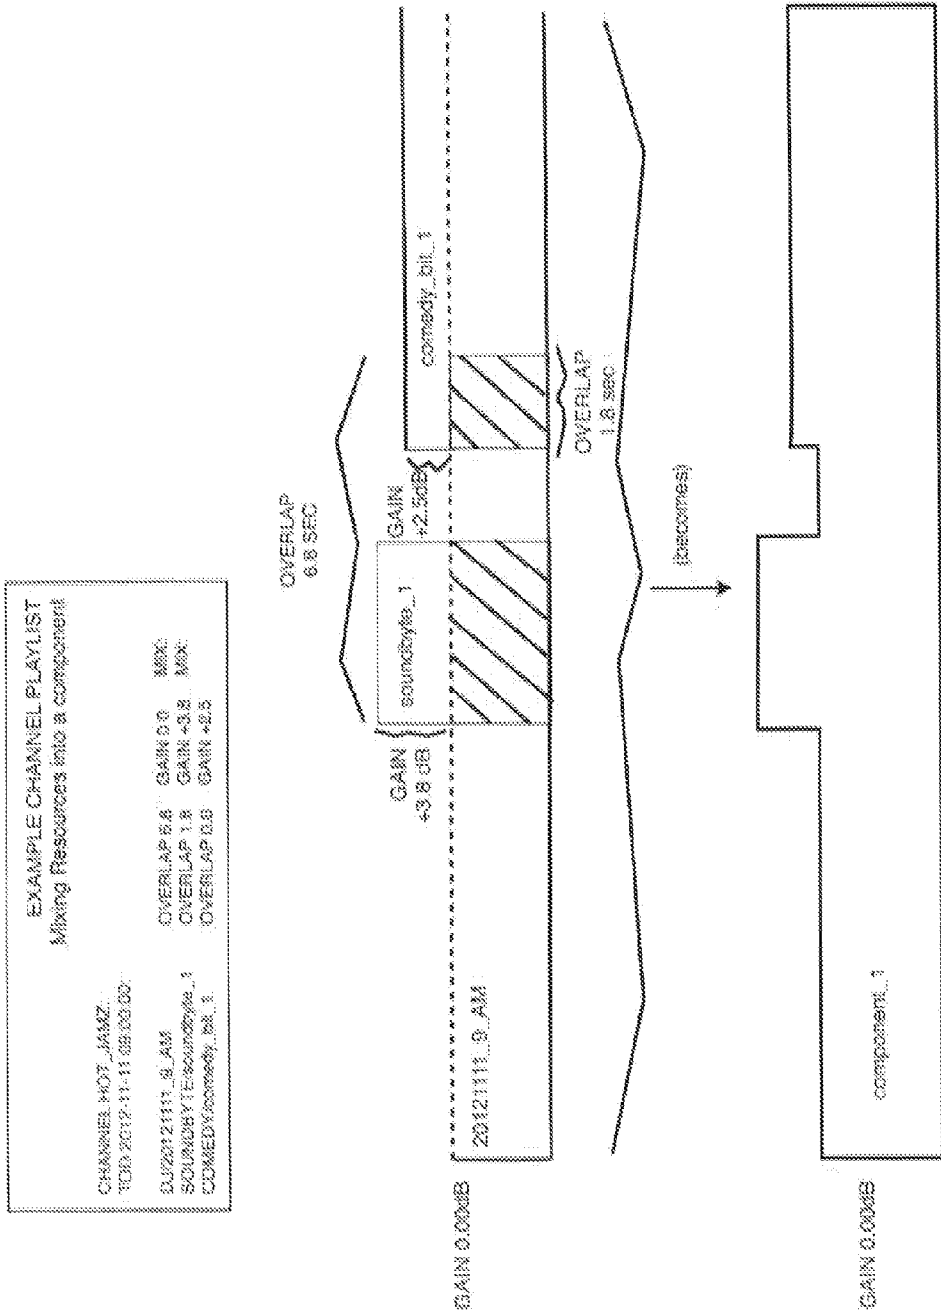 EXAMPLE CHANNEL PLAYLIST
Mixing Resources into a component
CHANNEL HOT_JAMZ:
TOD 2012-11-11 09:00:00:
DJ/20121111_9_AM OVERLAP 6.8 GAIN 0.0 MIX:
SOUNDBYTE/soundbyte_1 OVERLAP 1.8 GAIN +3.8 MIX:
COMEDY/comedy_bit_1 OVERLAP 0.0 GAIN +2.5
OVERLAP
6.8 SEC
GAIN
+3.8 dB
soundbyte_1
GAIN
+2.5dB
comedy_bit_1
GAIN 0.00dB
20121111_9_AM
OVERLAP
1.8 sec
(becomes)
GAIN 0.00dB
component_1